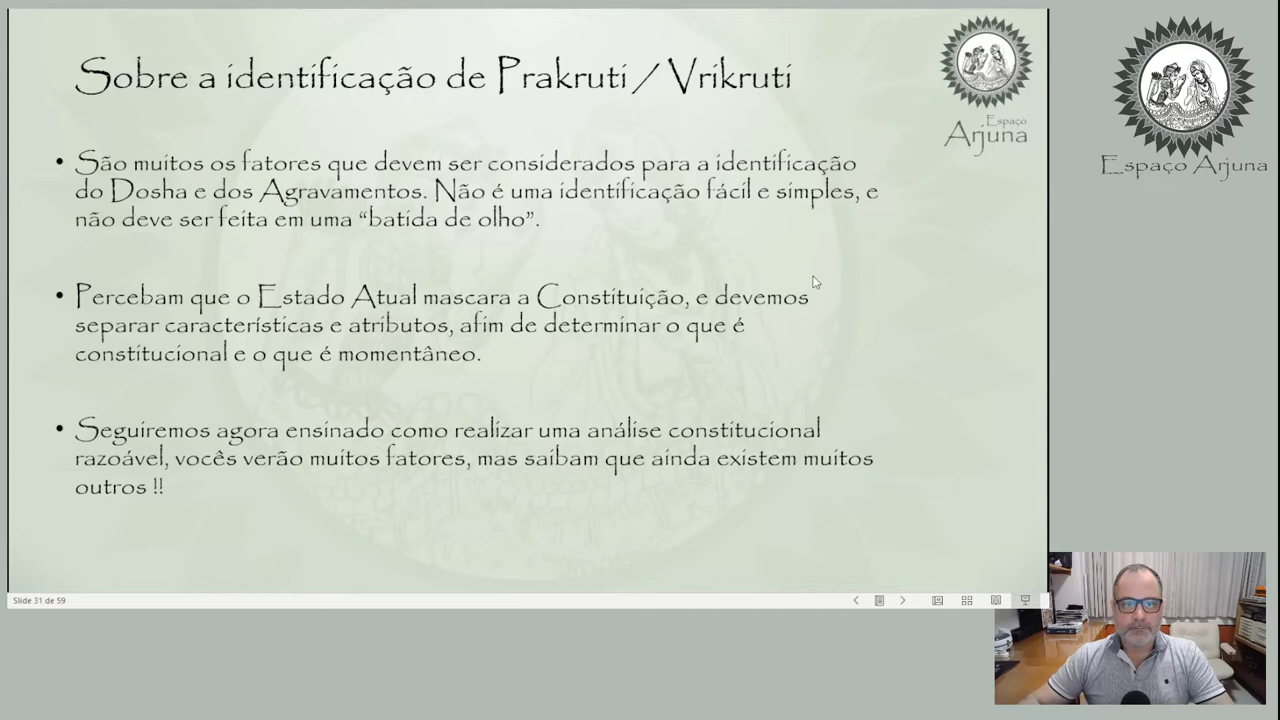 Sobre a identificação de Prakruti / Vrikruti
Espaço
Arjuna
Espaço Arjuna
• São muitos os fatores que devem ser considerados para a identificação
do Dosha e dos Agravamentos. Não é uma identificação fácil e simples, e
não deve ser feita em uma “batida de olho”.
• Percebam que o Estado Atual mascara a Constituição, e devemos
separar características e atributos, afim de determinar o que é
constitucional e o que é momentâneo.
• Seguiremos agora ensinado como realizar uma análise constitucional
razoável, vocês verão muitos fatores, mas saibam que ainda existem muitos
outros !!
Slide 31 de 59